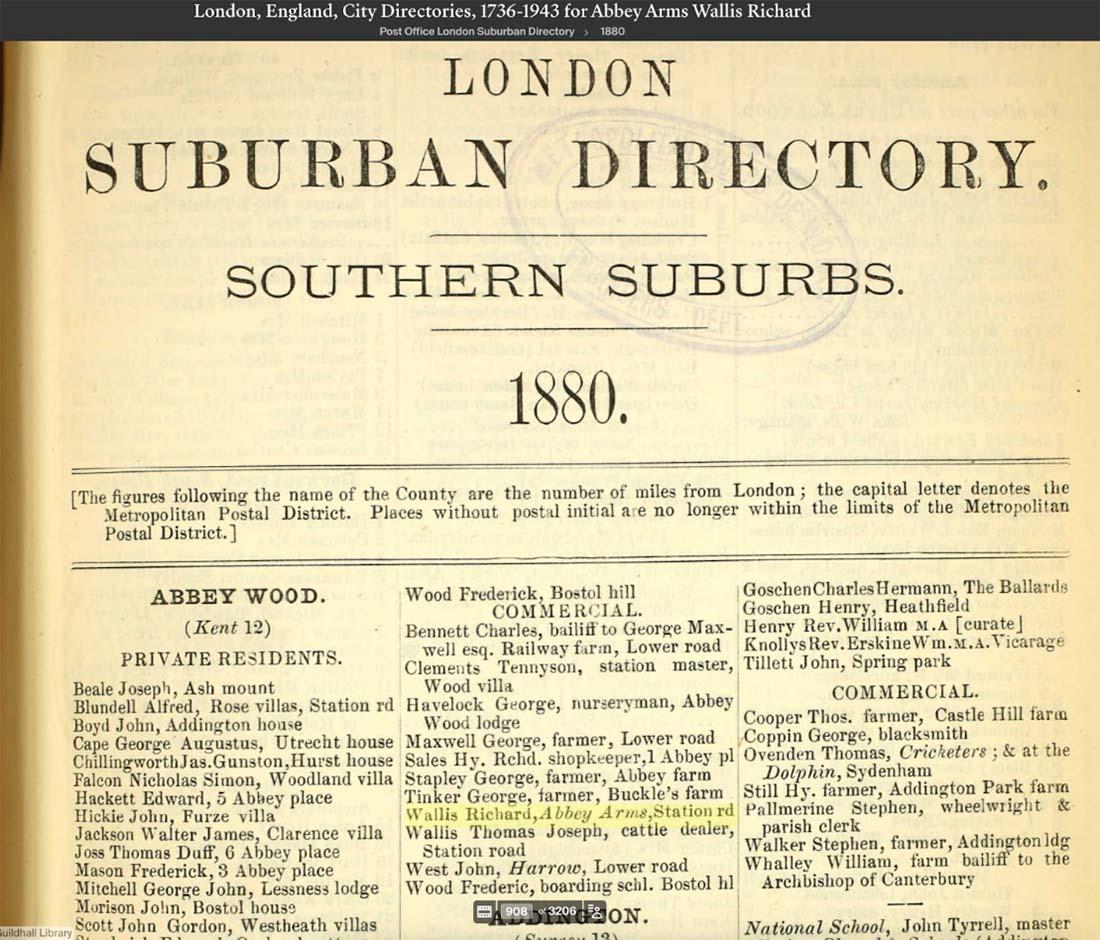 London, England, City Directories, 1736-1943 for Abbey Arms Wallis Richard
Post Office London Suburban Directory › 1880
LONDON
SUBURBAN DIRECTORY.
SOUTHERN SUBURBS.
1880.
[The figures following the name of the County are the number of miles from London ; the capital letter denotes the
Metropolitan Postal District. Places without postal initial are no longer within the limits of the Metropolitan
Postal District.]
ABBEY WOOD.
(Kent 12)
PRIVATE RESIDENTS.
Beale Joseph, Ash mount
Blundell Alfred, Rose villas, Station rd
Boyd John, Addington house
Cape George Augustus, Utrecht house
Chillingworth Jas. Gunston, Hurst house
Falcon Nicholas Simon, Woodland villa
Hackett Edward, 5 Abbey place
Hickie John, Furze villa
Jackson Walter James, Clarence villa
Joss Thomas Duff, 6 Abbey place
Mason Frederick, 3 Abbey place
Mitchell George John, Lessness lodge
Morison John, Bostol house
Scott John Gordon, Westheath villas
Wood Frederick, Bostol hill
COMMERCIAL.
Bennett Charles, bailiff to George Max-
well esq. Railway farm, Lower road
Clements Tennyson, station master,
Wood villa
Havelock George, nurseryman, Abbey
Wood lodge
Maxwell George, farmer, Lower road
Sales Hy. Rchd. shopkeeper, 1 Abbey pl
Stapley George, farmer, Abbey farm
Tinker George, farmer, Buckle's farm
Wallis Richard, Abbey Arms, Station rd
Wallis Thomas Joseph, cattle dealer,
Station road
West John, Harrow, Lower road
Wood Frederic, boarding schl. Bostol hl
ADDINGTON.
(Surrey 12)
Goschen Charles Hermann, The Ballards
Goschen Henry, Heathfield
Henry Rev. William M.A [curate]
Knollys Rev. Erskine Wm. M.A. Vicarage
Tillett John, Spring park
COMMERCIAL.
Cooper Thos. farmer, Castle Hill farm
Coppin George, blacksmith
Ovenden Thomas, Cricketers ; & at the
Dolphin, Sydenham
Still Hy. farmer, Addington Park farm
Pallmerine Stephen, wheelwright &
parish clerk
Walker Stephen, farmer, Addington ldg
Whalley William, farm bailiff to the
Archbishop of Canterbury
National School, John Tyrrell, master
908 of 3206
Guildhall Library